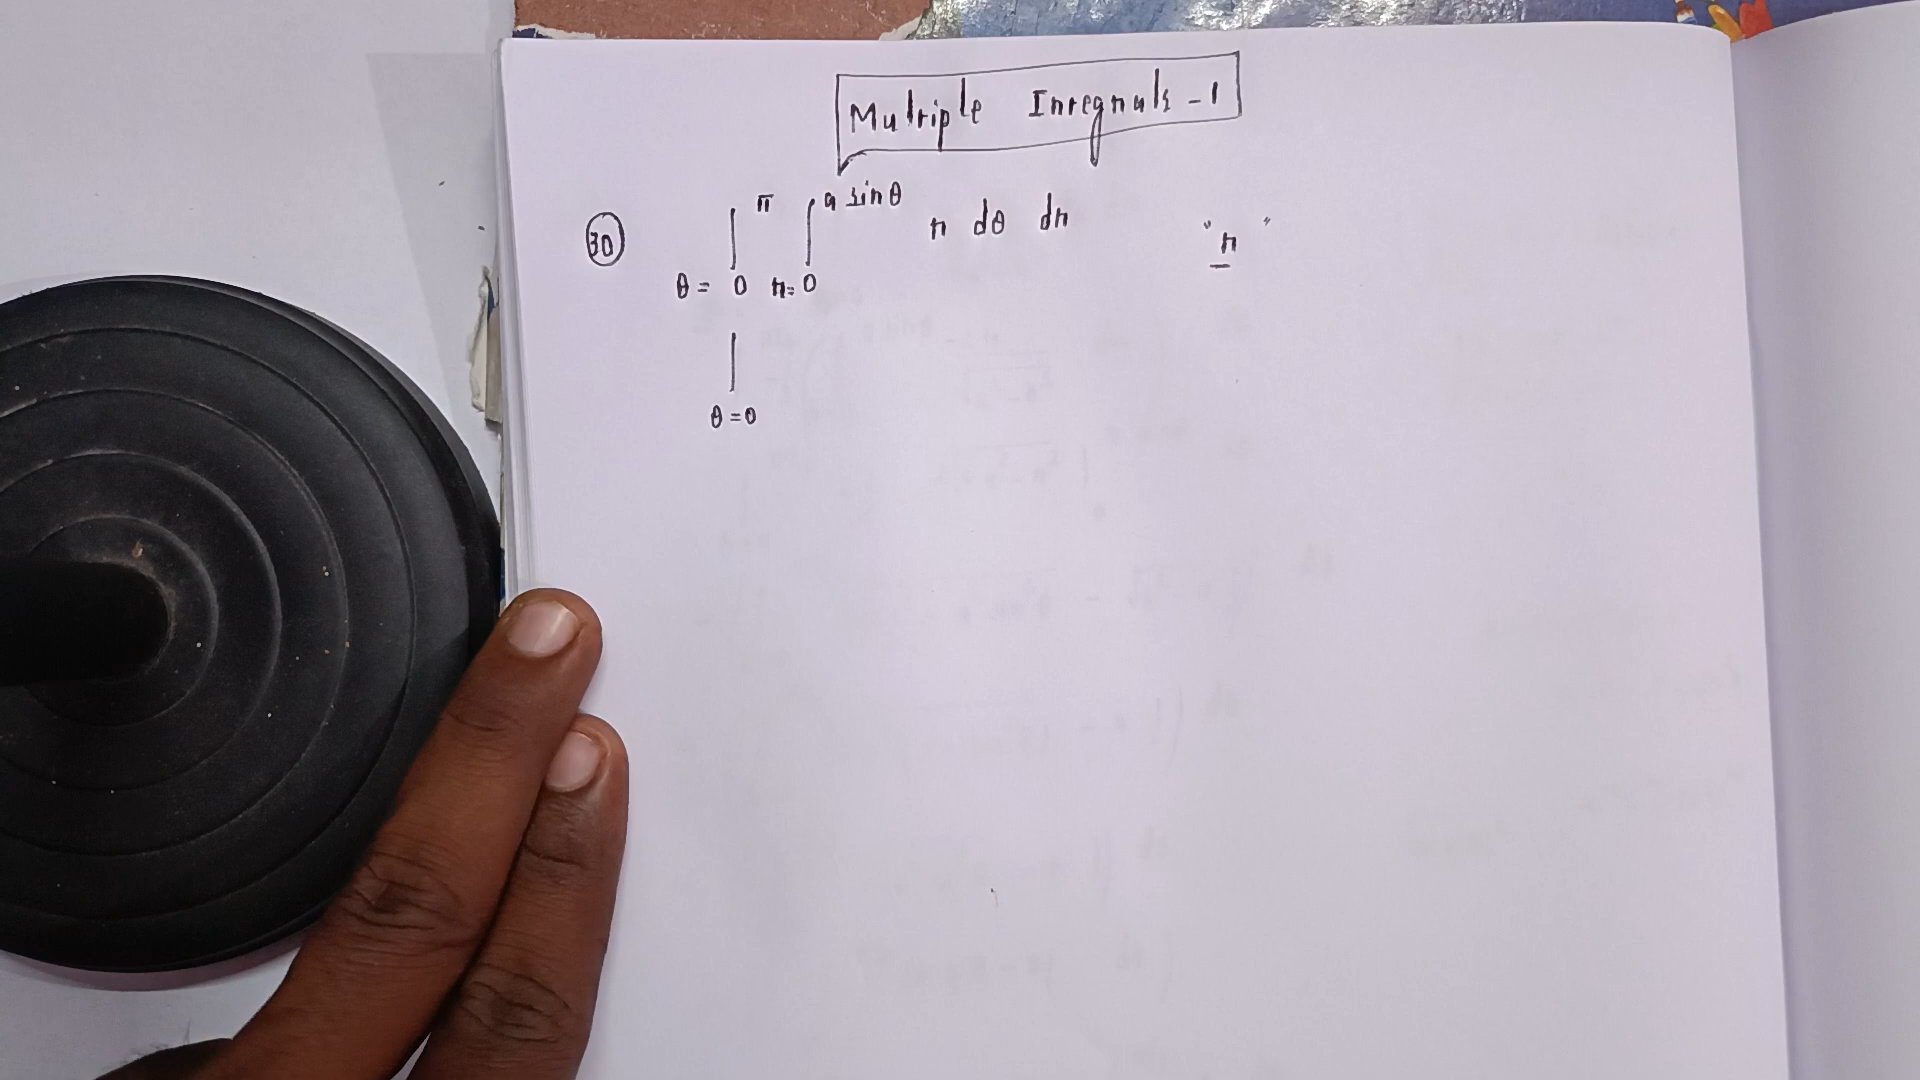 Multiple Integrals - 1
30 ∫ π ∫ a sinθ r dθ dr "r"
θ = 0 r = 0
∫
θ = 0